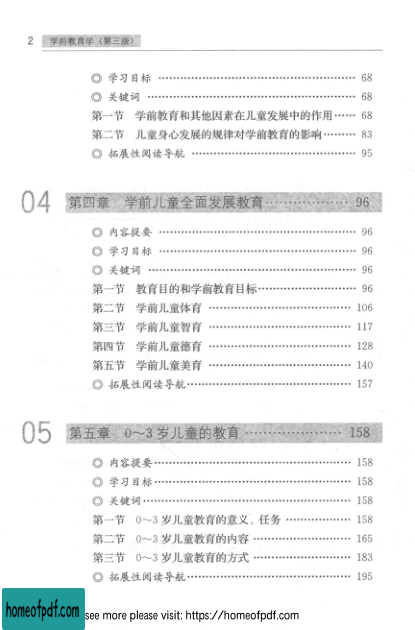 2 学前教育学（第三版）
◎ 学习目标 …… 68
◎ 关键词 …… 68
第一节 学前教育和其他因素在儿童发展中的作用…… 68
第二节 儿童身心发展的规律对学前教育的影响…… 83
◎ 拓展性阅读导航 …… 95
04 第四章 学前儿童全面发展教育…… 96
◎ 内容提要 …… 96
◎ 学习目标 …… 96
◎ 关键词 …… 96
第一节 教育目的和学前教育目标…… 96
第二节 学前儿童体育 …… 106
第三节 学前儿童智育 …… 117
第四节 学前儿童德育 …… 128
第五节 学前儿童美育 …… 140
◎ 拓展性阅读导航…… 157
05 第五章 0～3岁儿童的教育…… 158
◎ 内容提要…… 158
◎ 学习目标…… 158
◎ 关键词…… 158
第一节 0～3岁儿童教育的意义、任务 …… 158
第二节 0～3岁儿童教育的内容 …… 165
第三节 0～3岁儿童教育的方式 …… 183
◎ 拓展性阅读导航…… 195
homeofpdf.com see more please visit: https://homeofpdf.com